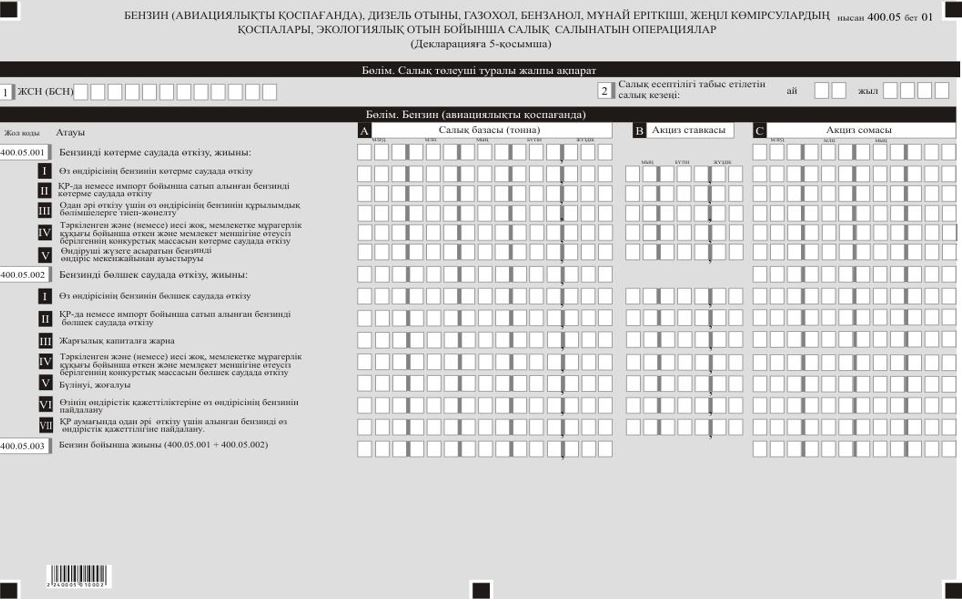 БЕНЗИН (АВИАЦИЯЛЫҚТЫ ҚОСПАҒАНДА), ДИЗЕЛЬ ОТЫНЫ, ГАЗОХОЛ, БЕНЗАНОЛ, МҰНАЙ ЕРІТКІШІ, ЖЕҢІЛ КӨМІРСУЛАРДЫҢ нысан 400.05 бет 01
ҚОСПАЛАРЫ, ЭКОЛОГИЯЛЫҚ ОТЫН БОЙЫНША САЛЫҚ САЛЫНАТЫН ОПЕРАЦИЯЛАР
(Декларацияға 5-қосымша)
Бөлім. Салық төлеуші туралы жалпы ақпарат
1 ЖСН (БСН) 2 Салық есептілігі табыс етілетін
салық кезеңі: ай жыл
Бөлім. Бензин (авиациялықты қоспағанда)
Жол коды Атауы A Салық базасы (тонна) B Акциз ставкасы C Акциз сомасы
млрд. млн. мың бүтін жүздік млрд. млн. мың
400.05.001 Бензинді көтерме саудада өткізу, жиыны:
мың бүтін жүздік
I Өз өндірісінің бензинін көтерме саудада өткізу
II ҚР-да немесе импорт бойынша сатып алынған бензинді
көтерме саудада өткізу
III Одан әрі өткізу үшін өз өндірісінің бензинін құрылымдық
бөлімшелерге тиеп-жөнелту
IV Тәркіленген және (немесе) иесі жоқ, мемлекетке мұрагерлік
құқығы бойынша өткен және мемлекет меншігіне өтеусіз
берілгеннің конкурстық массасын көтерме саудада өткізу
V Өндіруші жүзеге асыратын бензинді
өндіріс мекенжайынан ауыстыруы
400.05.002 Бензинді бөлшек саудада өткізу, жиыны:
I Өз өндірісінің бензинін бөлшек саудада өткізу
II ҚР-да немесе импорт бойынша сатып алынған бензинді
бөлшек саудада өткізу
III Жарғылық капиталға жарна
IV Тәркіленген және (немесе) иесі жоқ, мемлекетке мұрагерлік
құқығы бойынша өткен және мемлекет меншігіне өтеусіз
берілгеннің конкурстық массасын бөлшек саудада өткізу
V Бүлінуі, жоғалуы
VI Өзінің өндірістік қажеттіліктеріне өз өндірісінің бензинін
пайдалану
VII ҚР аумағында одан әрі өткізу үшін алынған бензинді өз
өндірістік қажеттілігіне пайдалану.
400.05.003 Бензин бойынша жиыны (400.05.001 + 400.05.002)
2240005010002